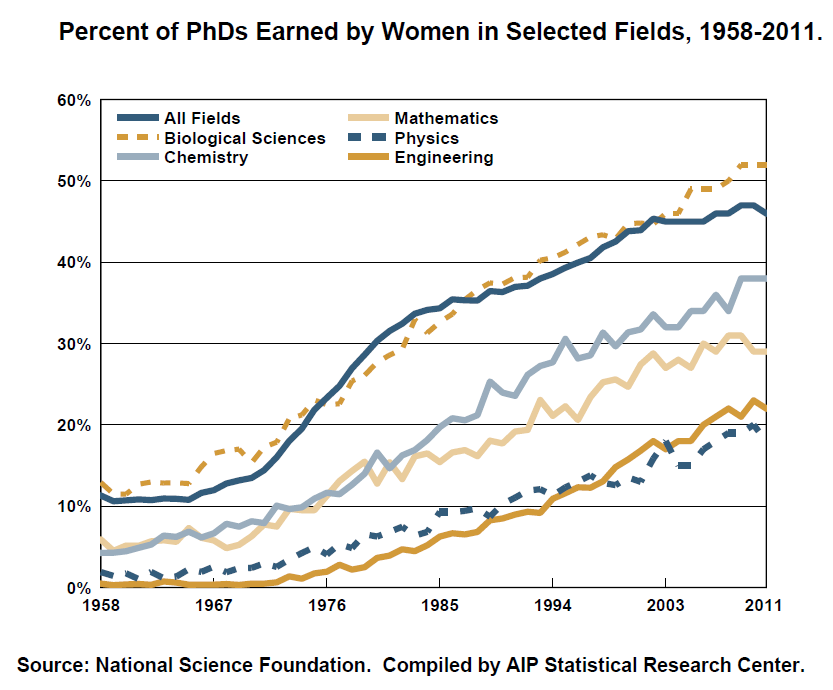 Percent of PhDs Earned by Women in Selected Fields, 1958-2011.
60%
All Fields
Mathematics
Biological Sciences
Physics
Chemistry
Engineering
50%
40%
30%
20%
10%
0%
1958 1967 1976 1985 1994 2003 2011
Source: National Science Foundation. Compiled by AIP Statistical Research Center.